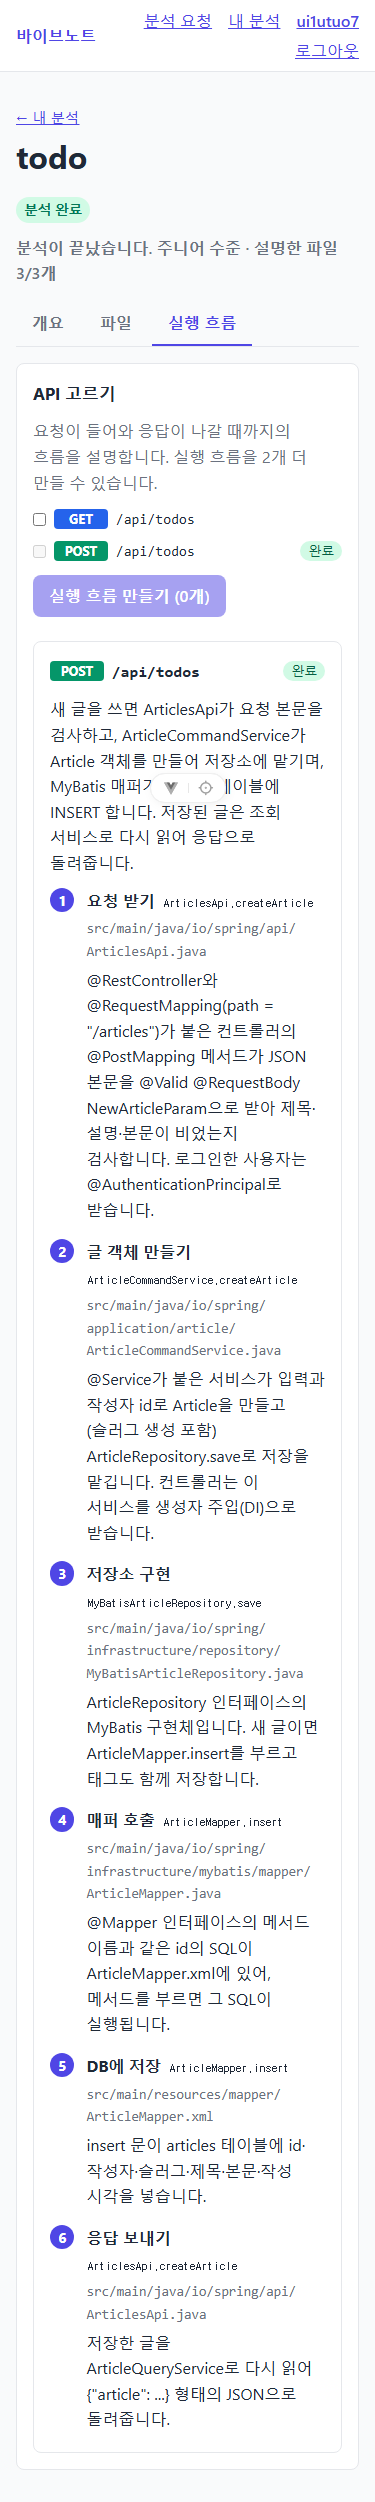 바이브노트
분석 요청 내 분석 ui1utuo7
로그아웃
← 내 분석
todo
분석 완료
분석이 끝났습니다. 주니어 수준 · 설명한 파일
3/3개
개요 파일 실행 흐름
API 고르기
요청이 들어와 응답이 나갈 때까지의
흐름을 설명합니다. 실행 흐름을 2개 더
만들 수 있습니다.
GET /api/todos
POST /api/todos 완료
실행 흐름 만들기 (0개)
POST /api/todos 완료
새 글을 쓰면 ArticlesApi가 요청 본문을
검사하고, ArticleCommandService가
Article 객체를 만들어 저장소에 맡기며,
MyBatis 매퍼가 테이블에
INSERT 합니다. 저장된 글은 조회
서비스로 다시 읽어 응답으로
돌려줍니다.
1 요청 받기 ArticlesApi.createArticle
src/main/java/io/spring/api/
ArticlesApi.java
@RestController와
@RequestMapping(path =
"/articles")가 붙은 컨트롤러의
@PostMapping 메서드가 JSON
본문을 @Valid @RequestBody
NewArticleParam으로 받아 제목·
설명·본문이 비었는지
검사합니다. 로그인한 사용자는
@AuthenticationPrincipal로
받습니다.
2 글 객체 만들기
ArticleCommandService.createArticle
src/main/java/io/spring/
application/article/
ArticleCommandService.java
@Service가 붙은 서비스가 입력과
작성자 id로 Article을 만들고
(슬러그 생성 포함)
ArticleRepository.save로 저장을
맡깁니다. 컨트롤러는 이
서비스를 생성자 주입(DI)으로
받습니다.
3 저장소 구현
MyBatisArticleRepository.save
src/main/java/io/spring/
infrastructure/repository/
MyBatisArticleRepository.java
ArticleRepository 인터페이스의
MyBatis 구현체입니다. 새 글이면
ArticleMapper.insert를 부르고
태그도 함께 저장합니다.
4 매퍼 호출 ArticleMapper.insert
src/main/java/io/spring/
infrastructure/mybatis/mapper/
ArticleMapper.java
@Mapper 인터페이스의 메서드
이름과 같은 id의 SQL이
ArticleMapper.xml에 있어,
메서드를 부르면 그 SQL이
실행됩니다.
5 DB에 저장 ArticleMapper.insert
src/main/resources/mapper/
ArticleMapper.xml
insert 문이 articles 테이블에 id·
작성자·슬러그·제목·본문·작성
시각을 넣습니다.
6 응답 보내기
ArticlesApi.createArticle
src/main/java/io/spring/api/
ArticlesApi.java
저장한 글을
ArticleQueryService로 다시 읽어
{"article": ...} 형태의 JSON으로
돌려줍니다.